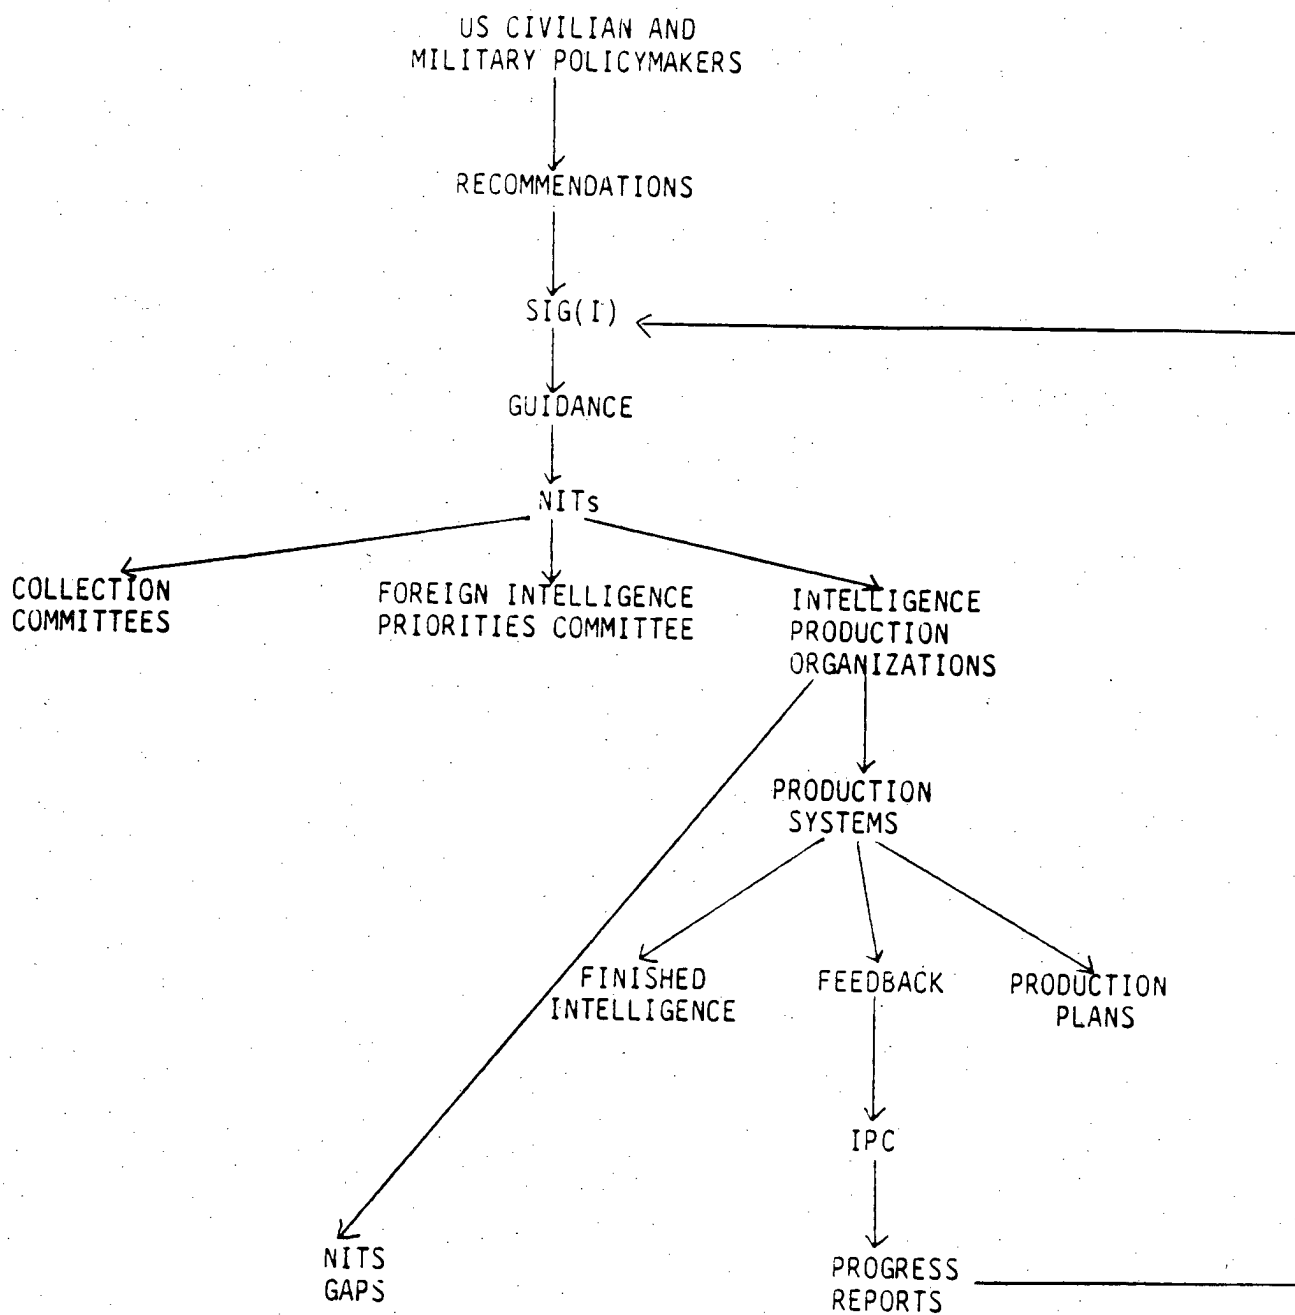 US CIVILIAN AND
MILITARY POLICYMAKERS
RECOMMENDATIONS
SIG(I)
GUIDANCE
NITs
COLLECTION
COMMITTEES
FOREIGN INTELLIGENCE
PRIORITIES COMMITTEE
INTELLIGENCE
PRODUCTION
ORGANIZATIONS
PRODUCTION
SYSTEMS
FINISHED
INTELLIGENCE
FEEDBACK
PRODUCTION
PLANS
IPC
NITS
GAPS
PROGRESS
REPORTS